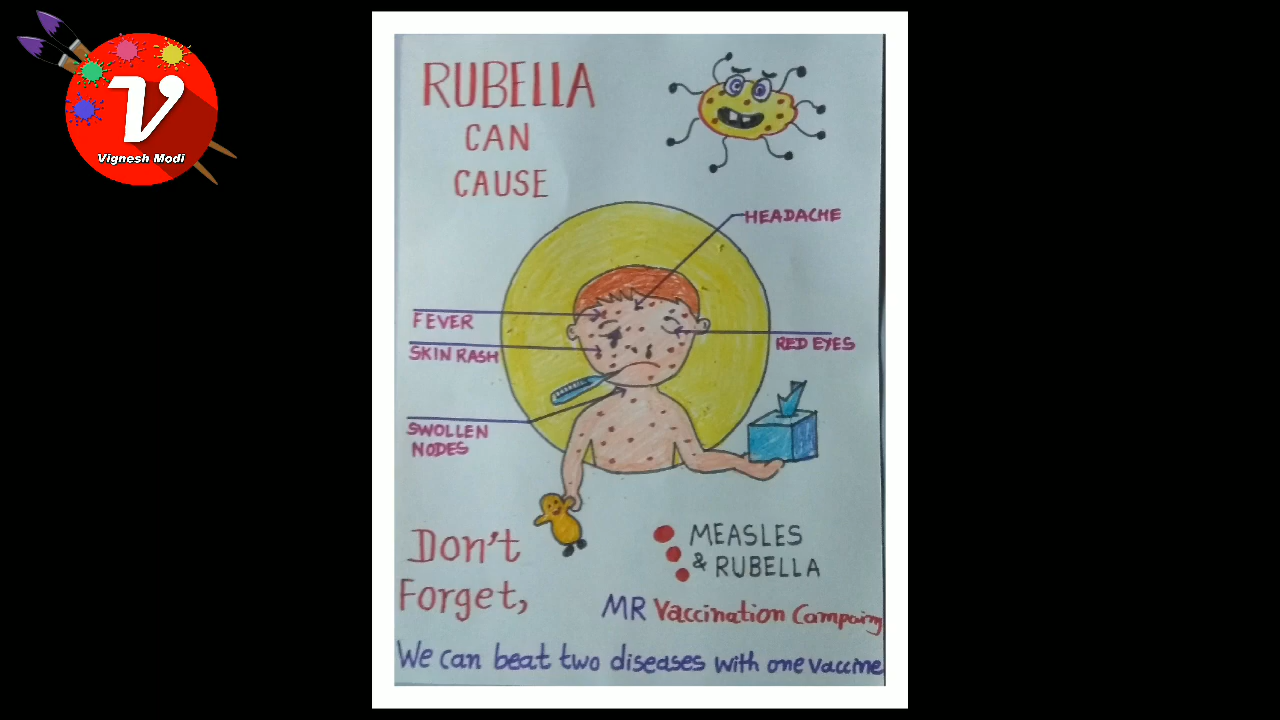 V
Vignesh Modi
RUBELLA
CAN
CAUSE
HEADACHE
FEVER
SKIN RASH
RED EYES
SWOLLEN
NODES
Don't
Forget,
MEASLES
& RUBELLA
MR Vaccination Campaing
We can beat two diseases with one vaccine